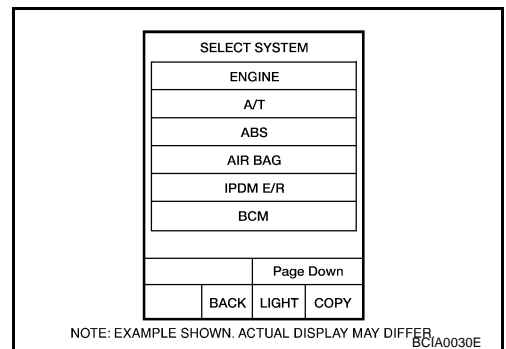 SELECT SYSTEM
ENGINE
A/T
ABS
AIR BAG
IPDM E/R
BCM
Page Down
BACK LIGHT COPY
NOTE: EXAMPLE SHOWN. ACTUAL DISPLAY MAY DIFFER.
BCIA0030E